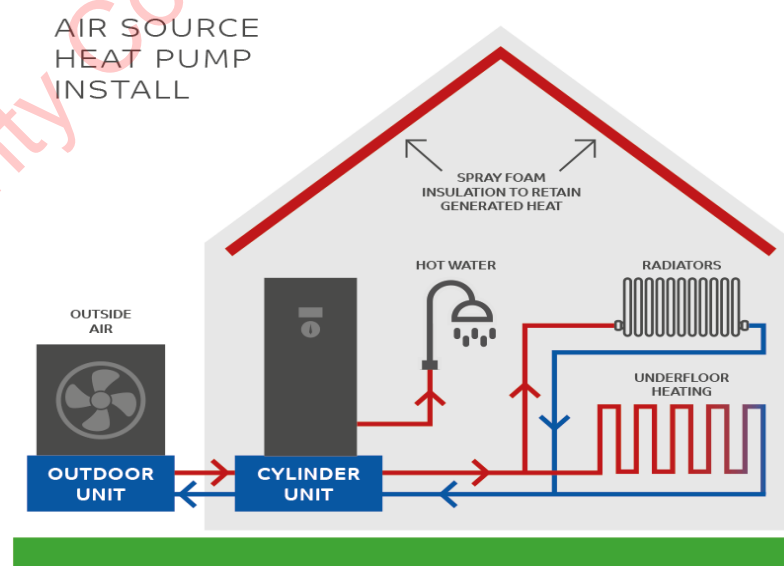 AIR SOURCE
HEAT PUMP
INSTALL
SPRAY FOAM
INSULATION TO RETAIN
GENERATED HEAT
HOT WATER
RADIATORS
OUTSIDE
AIR
UNDERFLOOR
HEATING
OUTDOOR
UNIT
CYLINDER
UNIT